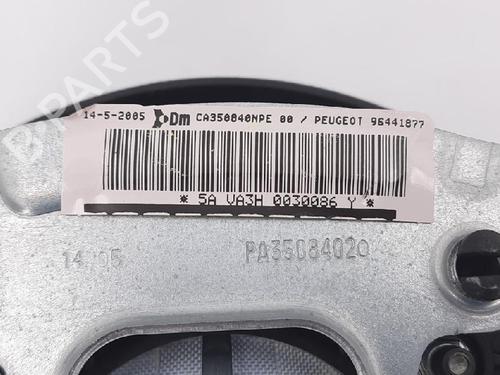 14-5-2005 Dm CA350840NPE 00 / PEUGEOT 96441877
* 5A VA3H 0030086 Y *
14 05
PA35084020
B-PARTS